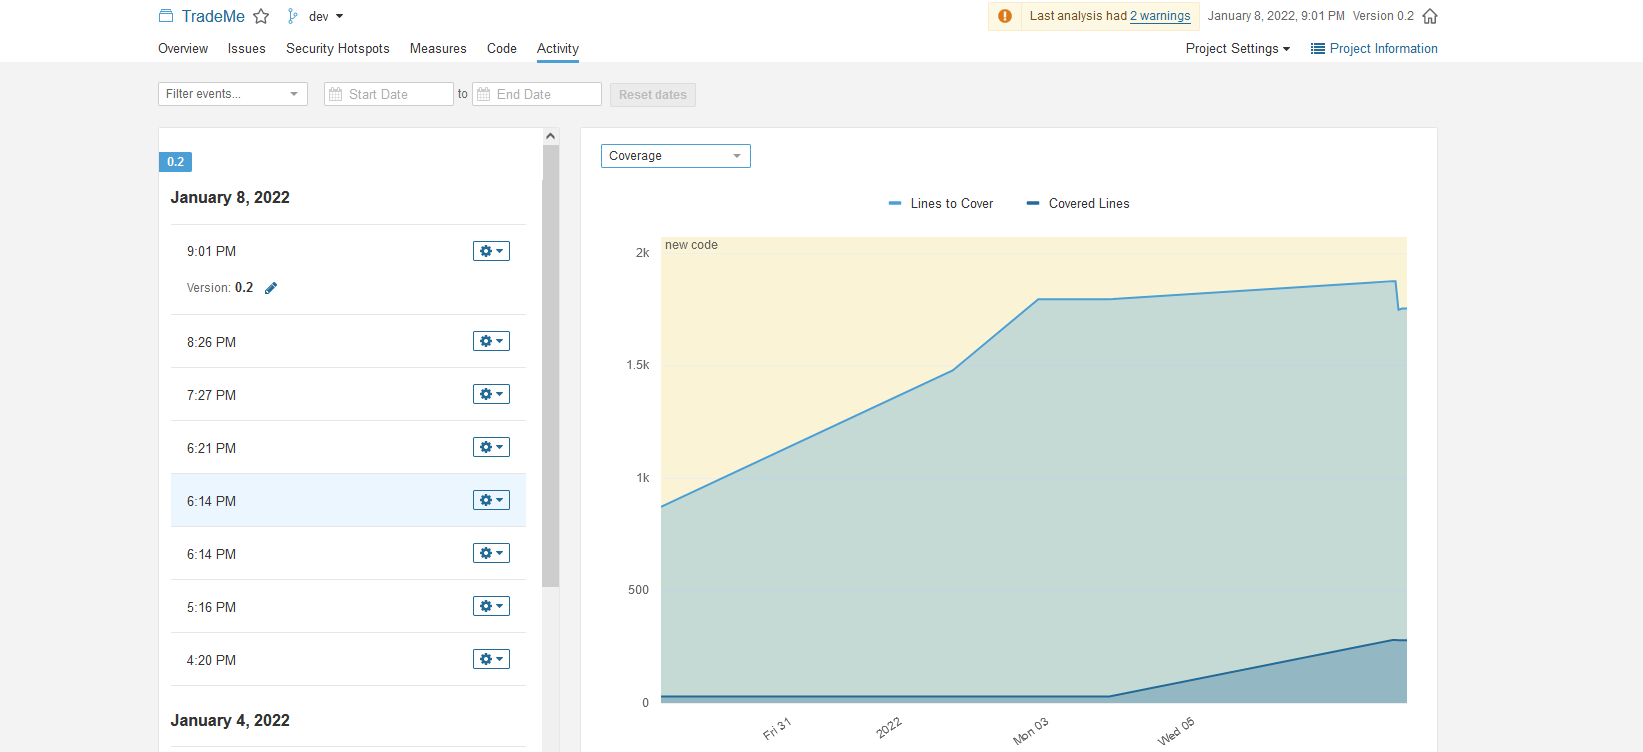 TradeMe dev
Last analysis had 2 warnings January 8, 2022, 9:01 PM Version 0.2
Overview Issues Security Hotspots Measures Code Activity
Project Settings Project Information
Filter events... Start Date to End Date Reset dates
0.2
January 8, 2022
9:01 PM
Version: 0.2
8:26 PM
7:27 PM
6:21 PM
6:14 PM
6:14 PM
5:16 PM
4:20 PM
January 4, 2022
Coverage
Lines to Cover Covered Lines
new code
2k
1.5k
1k
500
0
Fri 31 2022 Mon 03 Wed 05